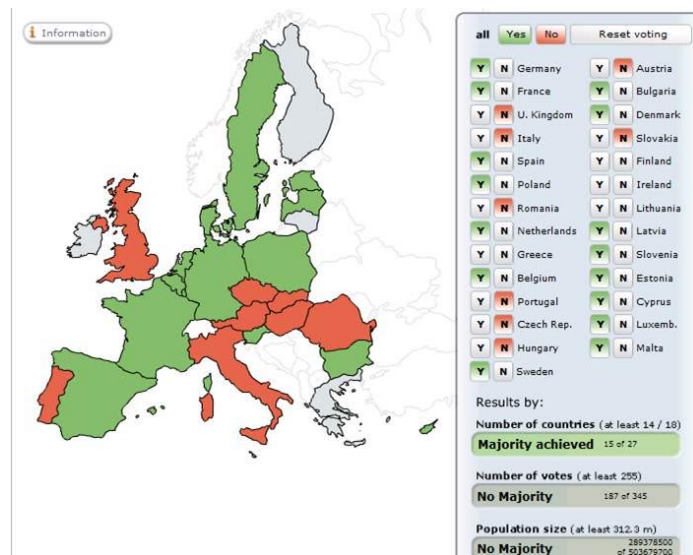 i Information
all Yes No Reset voting
Y N Germany Y N Austria
Y N France Y N Bulgaria
Y N U. Kingdom Y N Denmark
Y N Italy Y N Slovakia
Y N Spain Y N Finland
Y N Poland Y N Ireland
Y N Romania Y N Lithuania
Y N Netherlands Y N Latvia
Y N Greece Y N Slovenia
Y N Belgium Y N Estonia
Y N Portugal Y N Cyprus
Y N Czech Rep. Y N Luxemb.
Y N Hungary Y N Malta
Y N Sweden
Results by:
Number of countries (at least 14 / 18)
Majority achieved 15 of 27
Number of votes (at least 255)
No Majority 187 of 345
Population size (at least 312.3 m)
No Majority 289378500
of 503679700